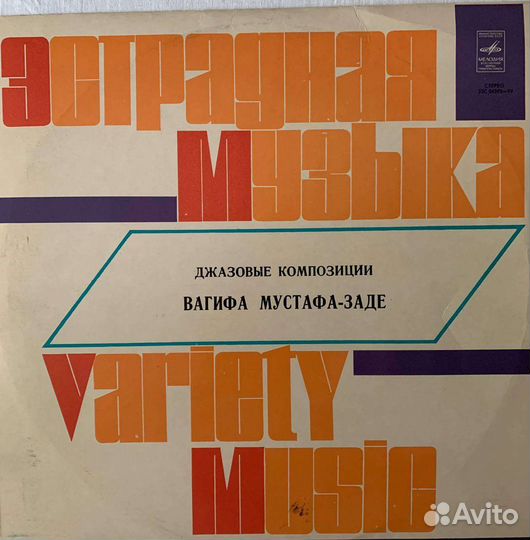 Эстрадная
МЕЛОДИЯ
СТЕРЕО
Музыка
ДЖАЗОВЫЕ КОМПОЗИЦИИ
ВАГИФА МУСТАФА-ЗАДЕ
Variety
Music
Avito